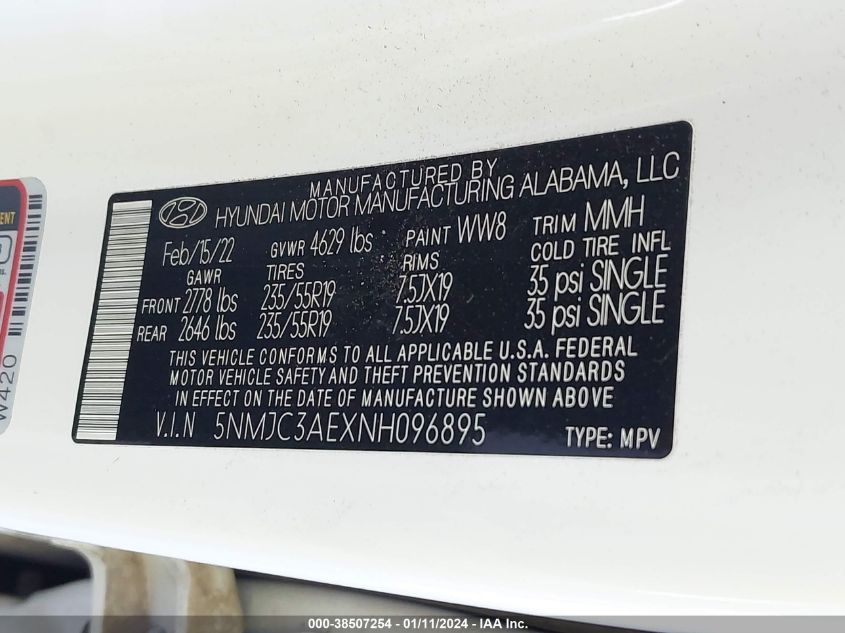 MANUFACTURED BY
HYUNDAI MOTOR MANUFACTURING ALABAMA, LLC
Feb/15/22 GVWR 4629 lbs PAINT WW8 TRIM MMH
GAWR TIRES RIMS COLD TIRE INFL
FRONT 2778 lbs 235/55R19 7.5JX19 35 psi SINGLE
REAR 2646 lbs 235/55R19 7.5JX19 35 psi SINGLE
THIS VEHICLE CONFORMS TO ALL APPLICABLE U.S.A. FEDERAL
MOTOR VEHICLE SAFETY AND THEFT PREVENTION STANDARDS
IN EFFECT ON THE DATE OF MANUFACTURE SHOWN ABOVE
V.I.N 5NMJC3AEXNH096895 TYPE: MPV
W420
000-38507254 - 01/11/2024 - IAA Inc.